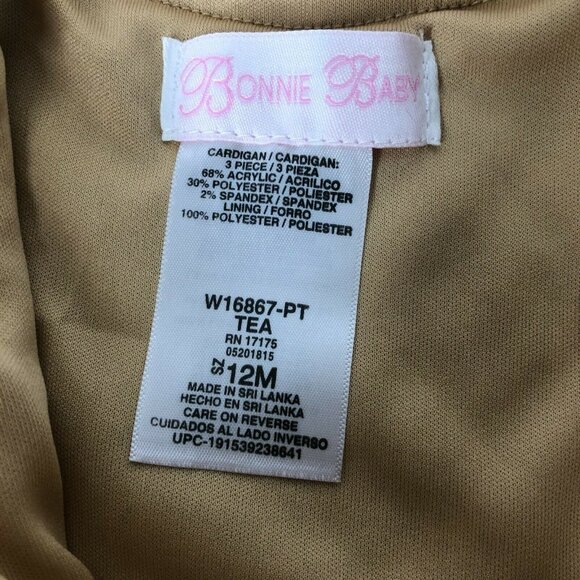 BONNIE BABY
CARDIGAN / CARDIGAN:
3 PIECE / 3 PIEZA
68% ACRYLIC / ACRILICO
30% POLYESTER / POLIESTER
2% SPANDEX / SPANDEX
LINING / FORRO
100% POLYESTER / POLIESTER
W16867-PT
TEA
RN 17175
05201815
SZ 12M
MADE IN SRI LANKA
HECHO EN SRI LANKA
CARE ON REVERSE
CUIDADOS AL LADO INVERSO
UPC-191539238641